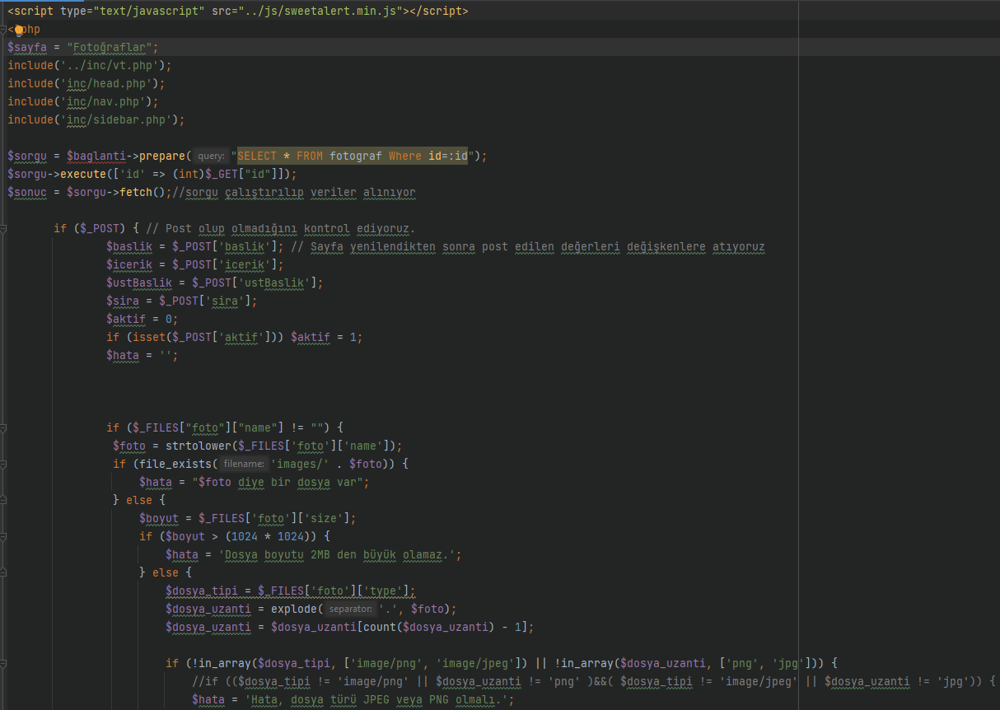 <script type="text/javascript" src="../js/sweetalert.min.js"></script>
<?php
$sayfa = "Fotoğraflar";
include('../inc/vt.php');
include('inc/head.php');
include('inc/nav.php');
include('inc/sidebar.php');
$sorgu = $baglanti->prepare( query: "SELECT * FROM fotograf Where id=:id");
$sorgu->execute(['id' => (int)$_GET["id"]]);
$sonuc = $sorgu->fetch();//sorgu çalıştırılıp veriler alınıyor
if ($_POST) { // Post olup olmadığını kontrol ediyoruz.
$baslik = $_POST['baslik']; // Sayfa yenilendikten sonra post edilen değerleri değişkenlere atıyoruz
$icerik = $_POST['icerik'];
$ustBaslik = $_POST['ustBaslik'];
$sira = $_POST['sira'];
$aktif = 0;
if (isset($_POST['aktif'])) $aktif = 1;
$hata = '';
if ($_FILES["foto"]["name"] != "") {
$foto = strtolower($_FILES['foto']['name']);
if (file_exists( filename: 'images/' . $foto)) {
$hata = "$foto diye bir dosya var";
} else {
$boyut = $_FILES['foto']['size'];
if ($boyut > (1024 * 1024)) {
$hata = 'Dosya boyutu 2MB den büyük olamaz.';
} else {
$dosya_tipi = $_FILES['foto']['type'];
$dosya_uzanti = explode( separator: '.', $foto);
$dosya_uzanti = $dosya_uzanti[count($dosya_uzanti) - 1];
if (!in_array($dosya_tipi, ['image/png', 'image/jpeg']) || !in_array($dosya_uzanti, ['png', 'jpg'])) {
//if (($dosya_tipi != 'image/png' || $dosya_uzanti != 'png' )&&( $dosya_tipi != 'image/jpeg' || $dosya_uzanti != 'jpg')) {
$hata = 'Hata, dosya türü JPEG veya PNG olmalı.';